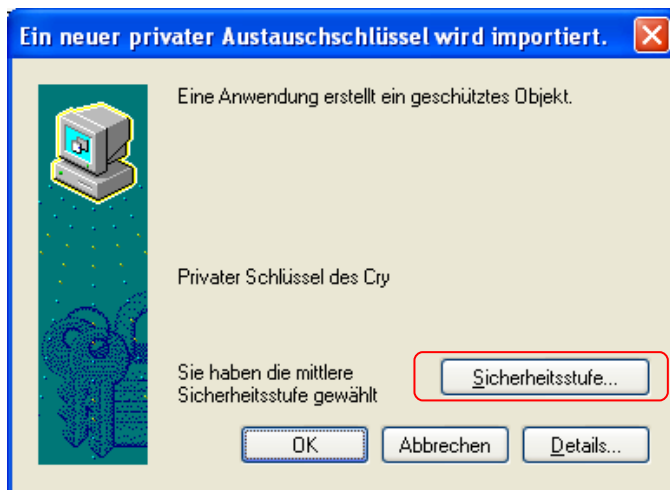 Ein neuer privater Austauschschlüssel wird importiert.
Eine Anwendung erstellt ein geschütztes Objekt.
Privater Schlüssel des Cry
Sie haben die mittlere
Sicherheitsstufe gewählt
Sicherheitsstufe...
OK
Abbrechen
Details...